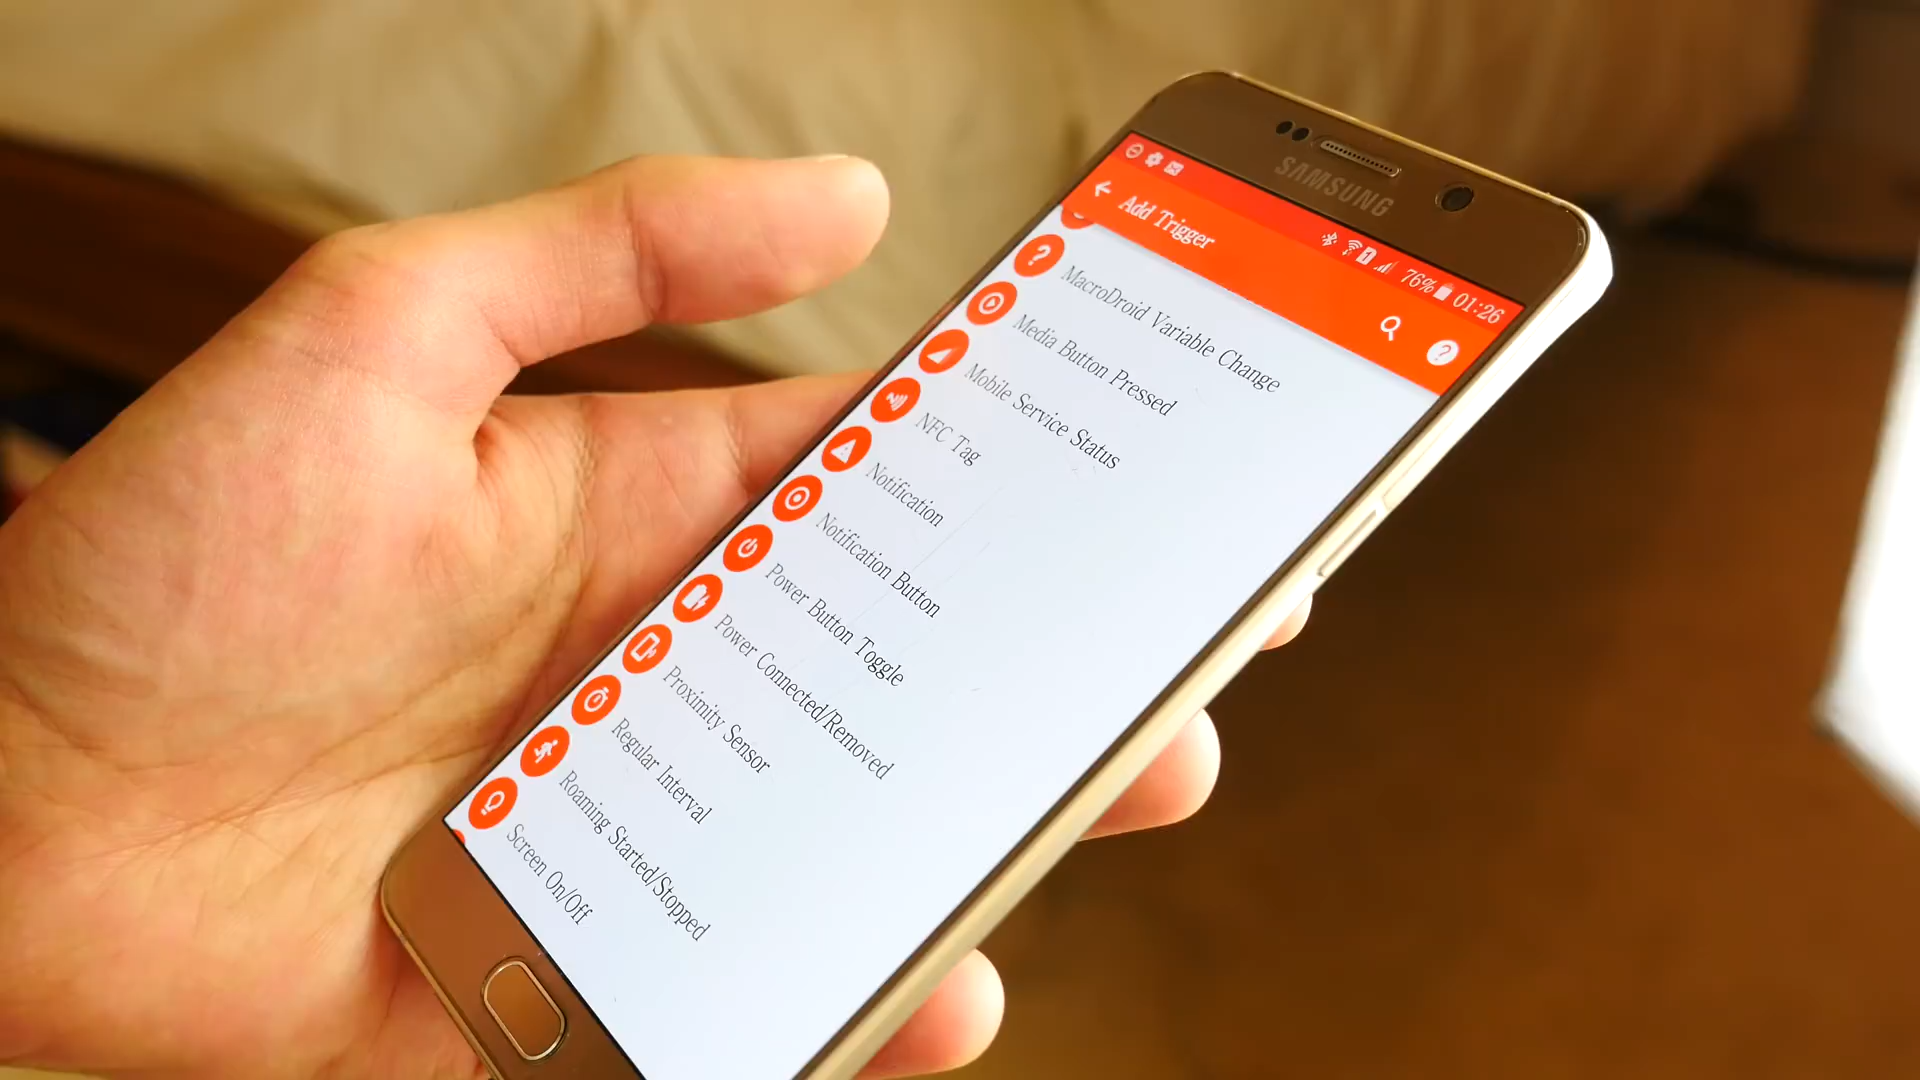 SAMSUNG
1 76% 01:26
Add Trigger
?
? MacroDroid Variable Change
Media Button Pressed
Mobile Service Status
NFC Tag
Notification
Notification Button
Power Button Toggle
Power Connected/Removed
Proximity Sensor
Regular Interval
Roaming Started/Stopped
Screen On/Off